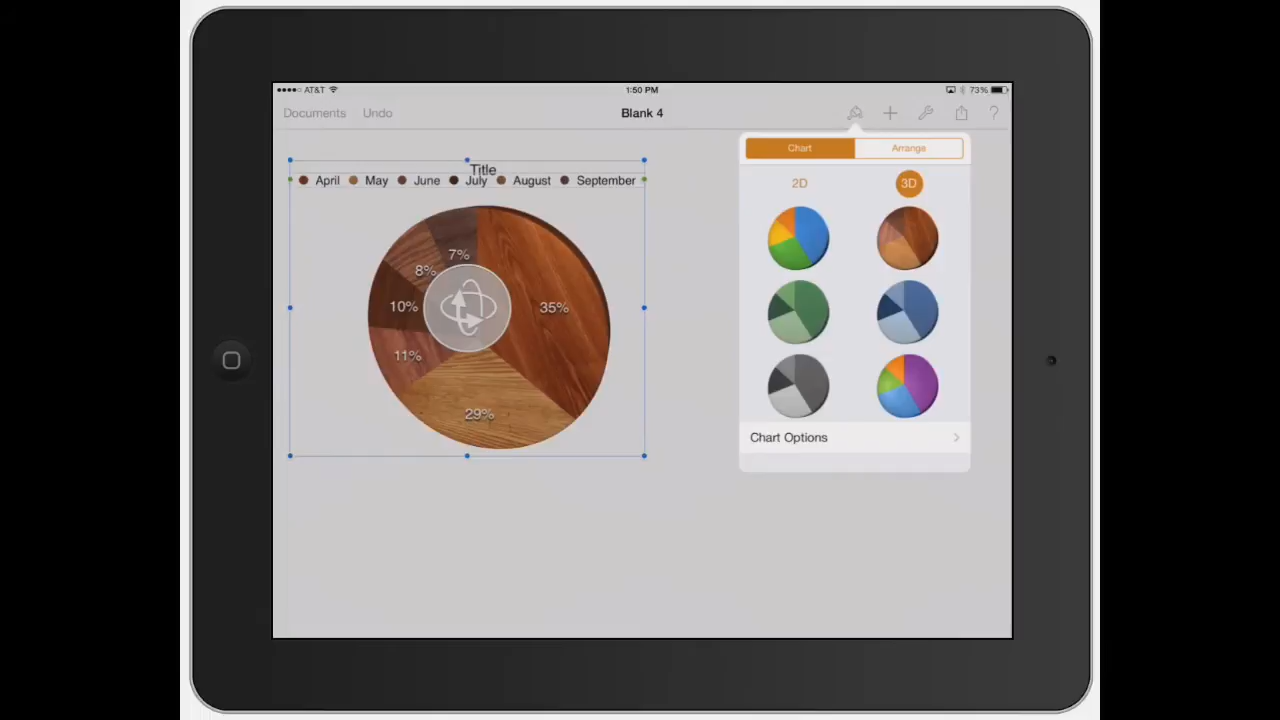 AT&T 1:50 PM 73%
Documents Undo Blank 4 ?
Chart Arrange
2D 3D
Title
April May June July August September
7%
8%
10% 35%
11%
29%
Chart Options